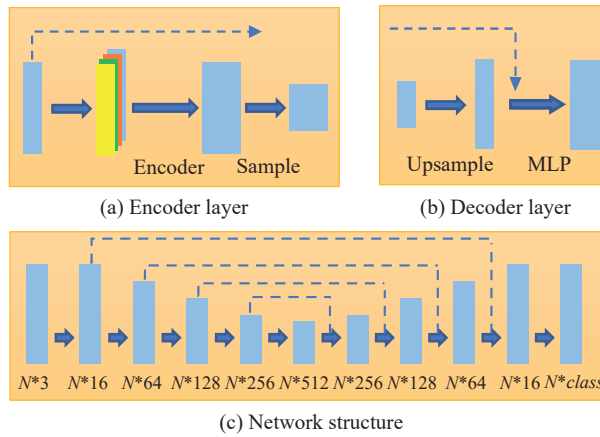 Encoder Sample
Upsample MLP
(a) Encoder layer
(b) Decoder layer
N*3 N*16 N*64 N*128 N*256 N*512 N*256 N*128 N*64 N*16 N*class
(c) Network structure